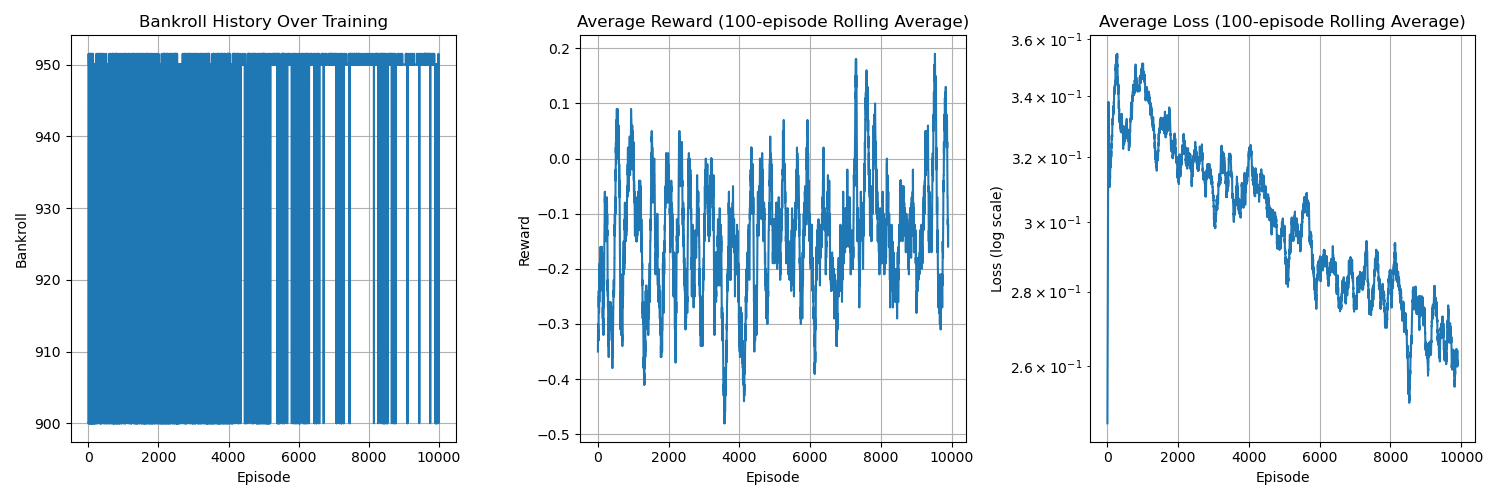 Bankroll History Over Training
950
940
930
920
910
900
Bankroll
0 2000 4000 6000 8000 10000
Episode
Average Reward (100-episode Rolling Average)
0.2
0.1
0.0
−0.1
−0.2
−0.3
−0.4
−0.5
Reward
0 2000 4000 6000 8000 10000
Episode
Average Loss (100-episode Rolling Average)
3.6 × 10⁻¹
3.4 × 10⁻¹
3.2 × 10⁻¹
3 × 10⁻¹
2.8 × 10⁻¹
2.6 × 10⁻¹
Loss (log scale)
0 2000 4000 6000 8000 10000
Episode